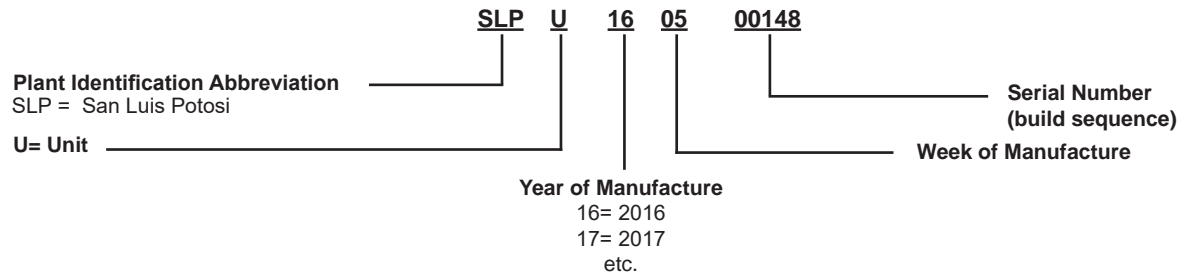 SLP U 16 05 00148
Plant Identification Abbreviation
SLP = San Luis Potosi
U= Unit
Serial Number
(build sequence)
Week of Manufacture
Year of Manufacture
16= 2016
17= 2017
etc.